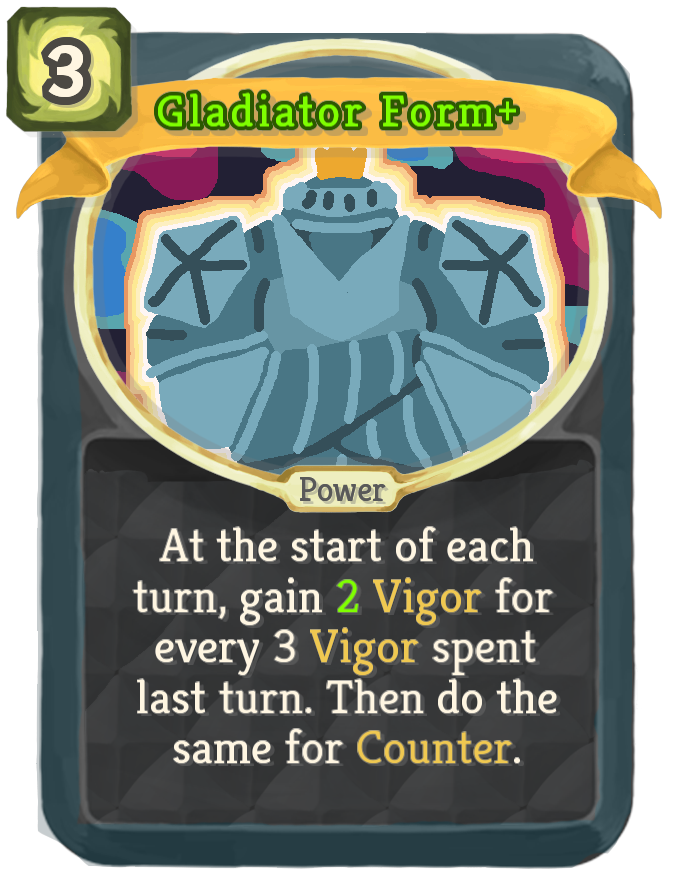 3
Gladiator Form+
Power
At the start of each
turn, gain 2 Vigor for
every 3 Vigor spent
last turn. Then do the
same for Counter.